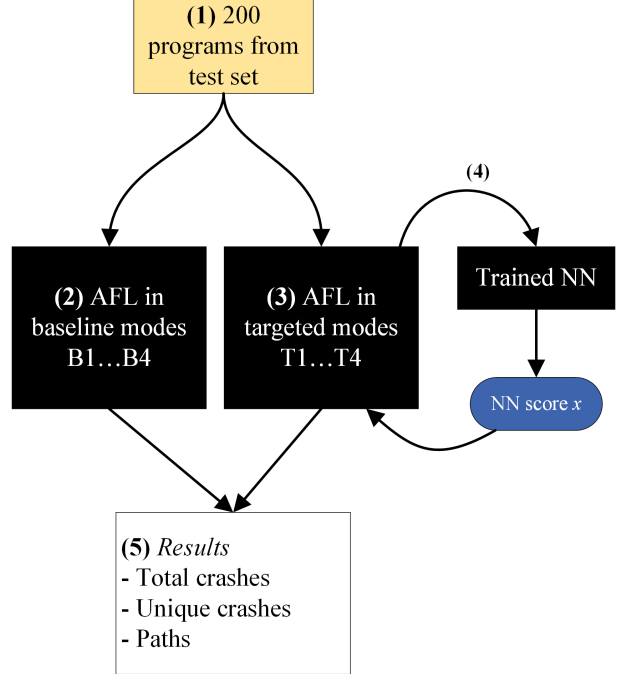 (1) 200
programs from
test set
(4)
(2) AFL in
baseline modes
B1…B4
(3) AFL in
targeted modes
T1…T4
Trained NN
NN score x
(5) Results
- Total crashes
- Unique crashes
- Paths